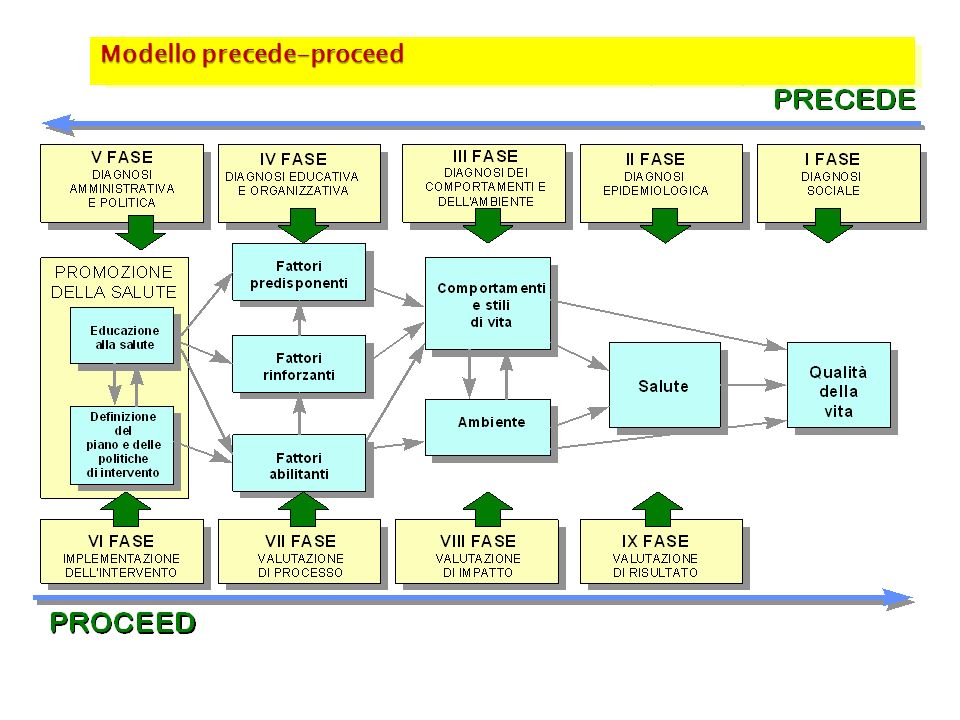 Modello precede-proceed
PRECEDE
V FASE
DIAGNOSI
AMMINISTRATIVA
E POLITICA
IV FASE
DIAGNOSI EDUCATIVA
E ORGANIZZATIVA
III FASE
DIAGNOSI DEI
COMPORTAMENTI E
DELL'AMBIENTE
II FASE
DIAGNOSI
EPIDEMIOLOGICA
I FASE
DIAGNOSI
SOCIALE
PROMOZIONE
DELLA SALUTE
Educazione
alla salute
Definizione
del
piano e delle
politiche
di intervento
Fattori
predisponenti
Fattori
rinforzanti
Fattori
abilitanti
Comportamenti
e stili
di vita
Ambiente
Salute
Qualità
della
vita
VI FASE
IMPLEMENTAZIONE
DELL'INTERVENTO
VII FASE
VALUTAZIONE
DI PROCESSO
VIII FASE
VALUTAZIONE
DI IMPATTO
IX FASE
VALUTAZIONE
DI RISULTATO
PROCEED